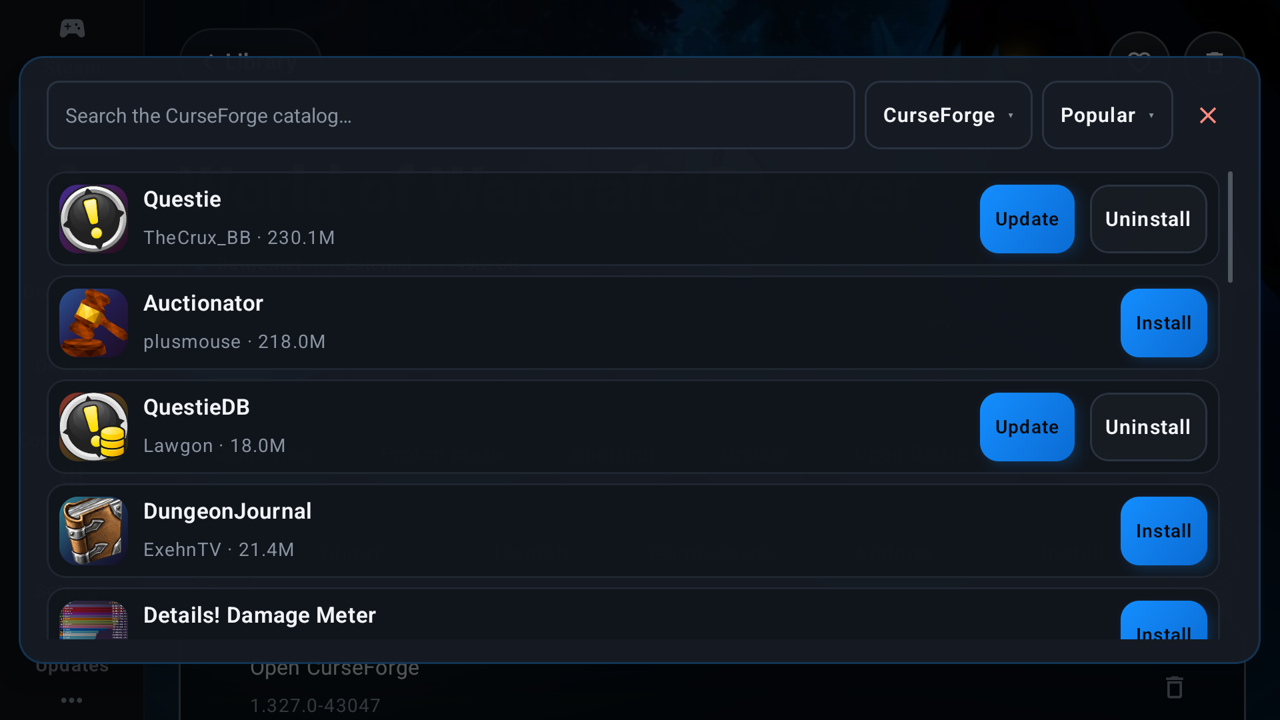 Library
Search the CurseForge catalog...
CurseForge
Popular
Questie
TheCrux_BB · 230.1M
Update
Uninstall
Auctionator
plusmouse · 218.0M
Install
QuestieDB
Lawgon · 18.0M
Update
Uninstall
DungeonJournal
ExehnTV · 21.4M
Install
Details! Damage Meter
Install
Updates
Open CurseForge
1.327.0-43047